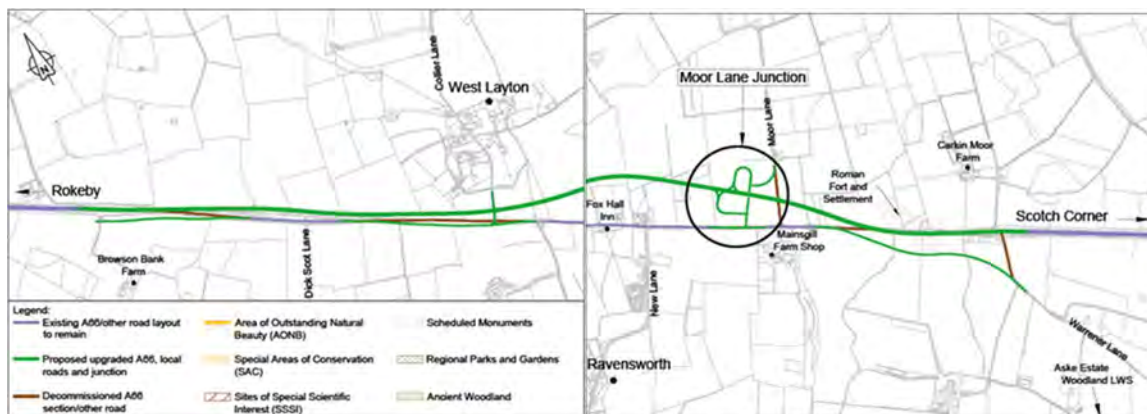 N
Collier Lane
West Layton
Rokeby
Browson Bank
Farm
Dick Scot Lane
Legend:
Existing A66/other road layout
to remain
Proposed upgraded A66, local
roads and junction
Decommissioned A66
section/other road
Area of Outstanding Natural
Beauty (AONB)
Special Areas of Conservation
(SAC)
Sites of Special Scientific
Interest (SSSI)
Scheduled Monuments
Regional Parks and Gardens
Ancient Woodland
Moor Lane Junction
Moor Lane
Carkin Moor
Farm
Roman
Fort and
Settlement
Scotch Corner
Fox Hall
Inn
Mainsgill
Farm Shop
New Lane
Ravensworth
Warrener Lane
Aske Estate
Woodland LWS